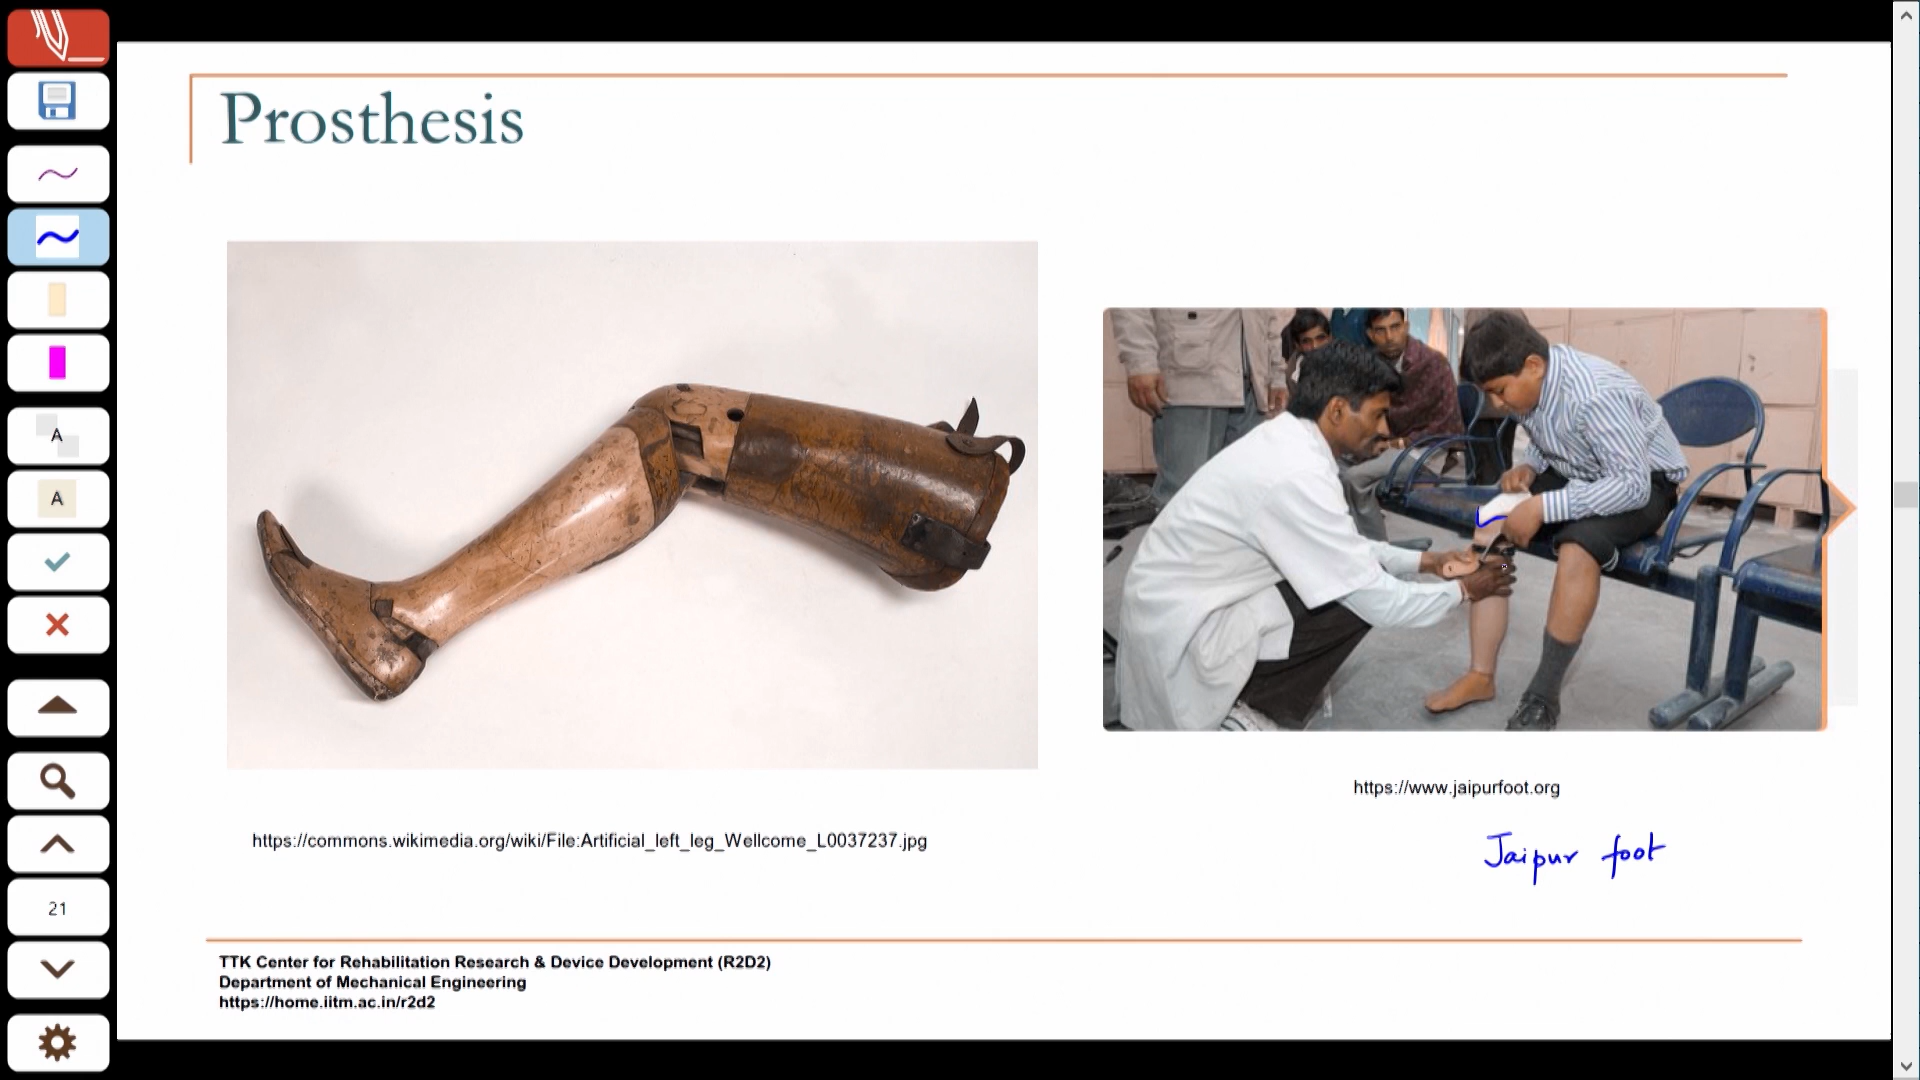 Prosthesis
A
A
21
https://commons.wikimedia.org/wiki/File:Artificial_left_leg_Wellcome_L0037237.jpg
https://www.jaipurfoot.org
Jaipur foot
TTK Center for Rehabilitation Research & Device Development (R2D2)
Department of Mechanical Engineering
https://home.iitm.ac.in/r2d2